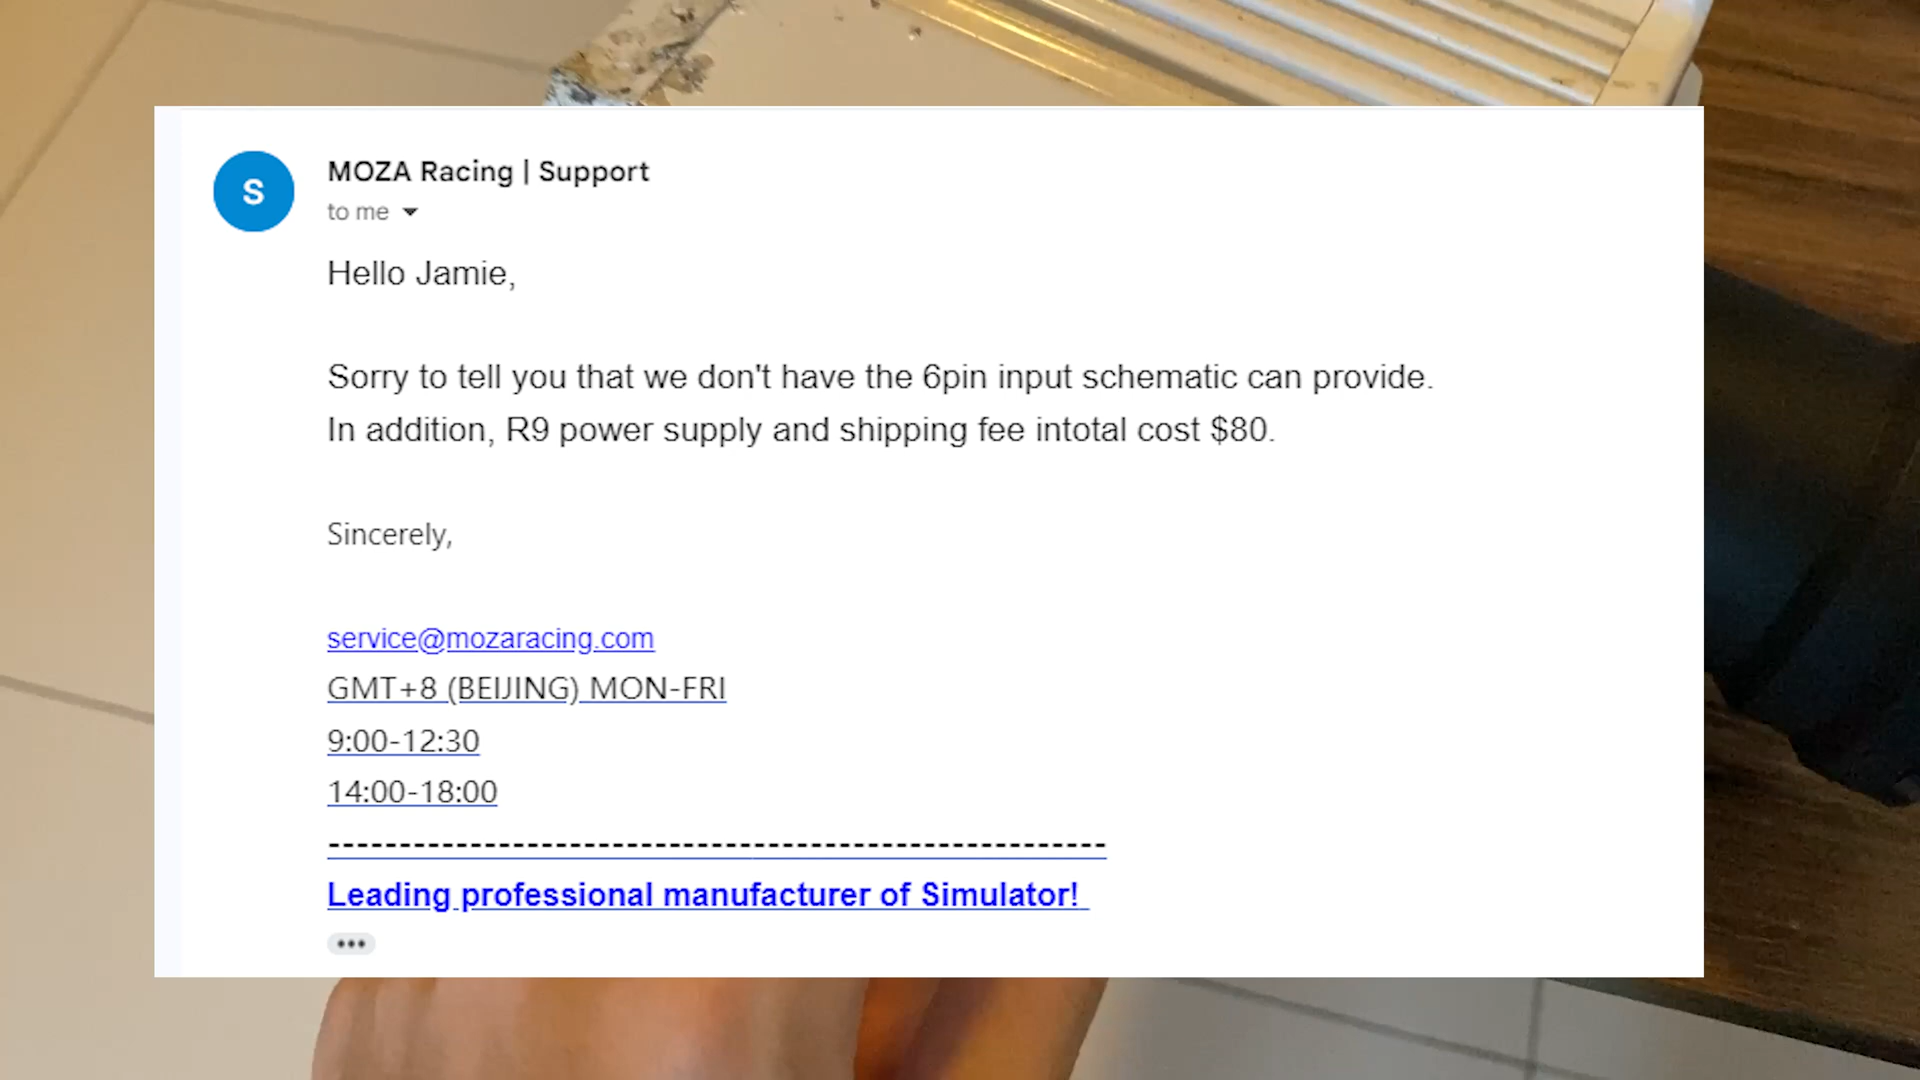 S
MOZA Racing | Support
to me
Hello Jamie,
Sorry to tell you that we don't have the 6pin input schematic can provide.
In addition, R9 power supply and shipping fee intotal cost $80.
Sincerely,
service@mozaracing.com
GMT+8 (BEIJING) MON-FRI
9:00-12:30
14:00-18:00
-------------------------------------------------------
Leading professional manufacturer of Simulator!